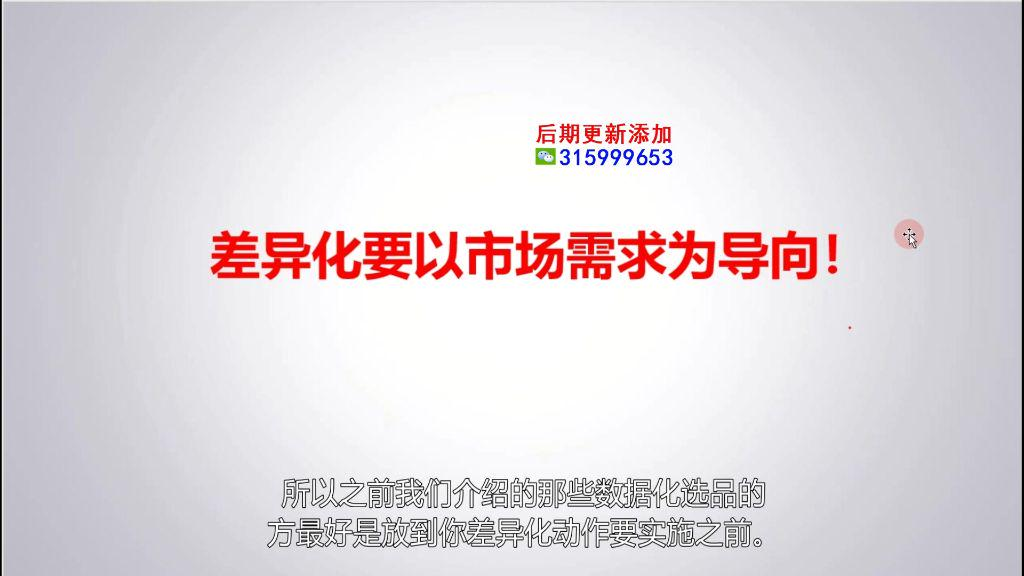 后期更新添加
315999653
差异化要以市场需求为导向！
所以之前我们介绍的那些数据化选品的
方最好是放到你差异化动作要实施之前。